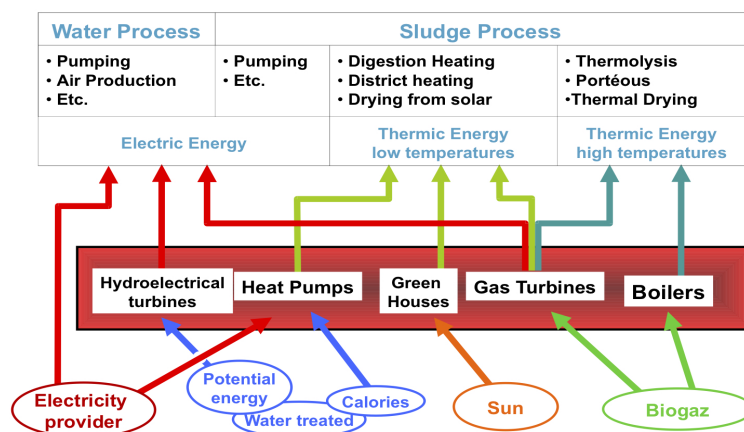 Water Process
Sludge Process
• Pumping
• Air Production
• Etc.
• Pumping
• Etc.
• Digestion Heating
• District heating
• Drying from solar
• Thermolysis
• Portéous
•Thermal Drying
Electric Energy
Thermic Energy
low temperatures
Thermic Energy
high temperatures
Hydroelectrical
turbines
Heat Pumps
Green
Houses
Gas Turbines
Boilers
Electricity
provider
Potential
energy
Water treated
Calories
Sun
Biogaz